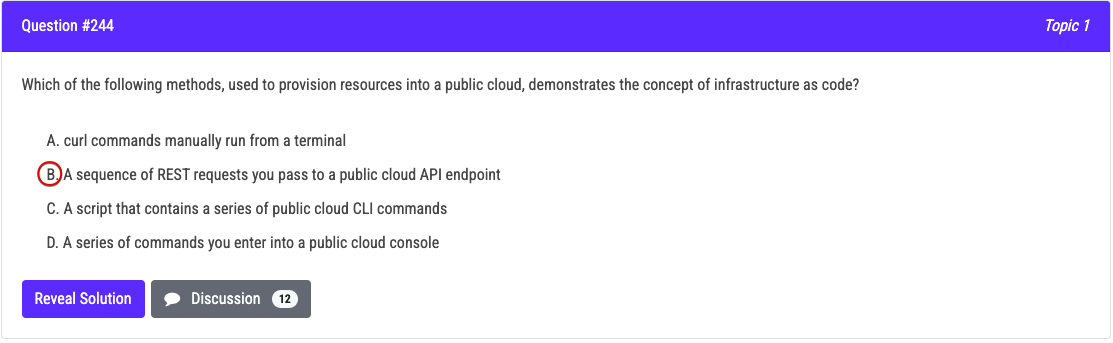 Question #244
Topic 1
Which of the following methods, used to provision resources into a public cloud, demonstrates the concept of infrastructure as code?
A. curl commands manually run from a terminal
B. A sequence of REST requests you pass to a public cloud API endpoint
C. A script that contains a series of public cloud CLI commands
D. A series of commands you enter into a public cloud console
Reveal Solution
Discussion 12